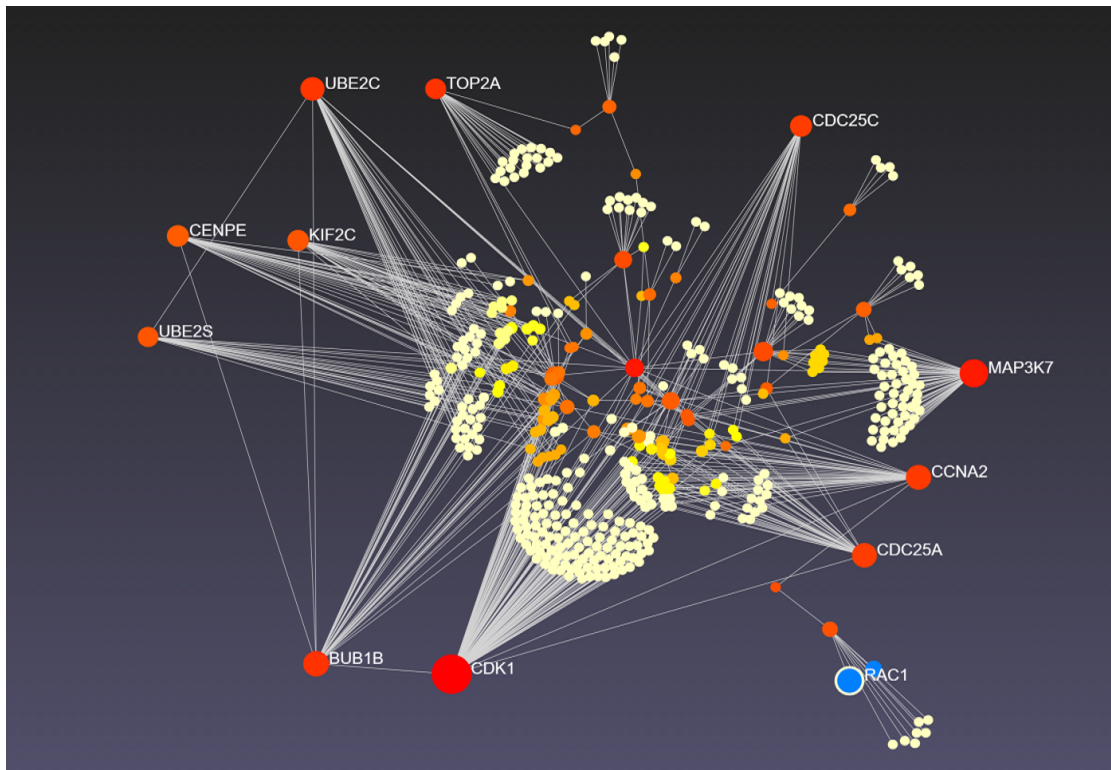 UBE2C
TOP2A
CDC25C
CENPE
KIF2C
UBE2S
MAP3K7
CCNA2
CDC25A
BUB1B
CDK1
RAC1